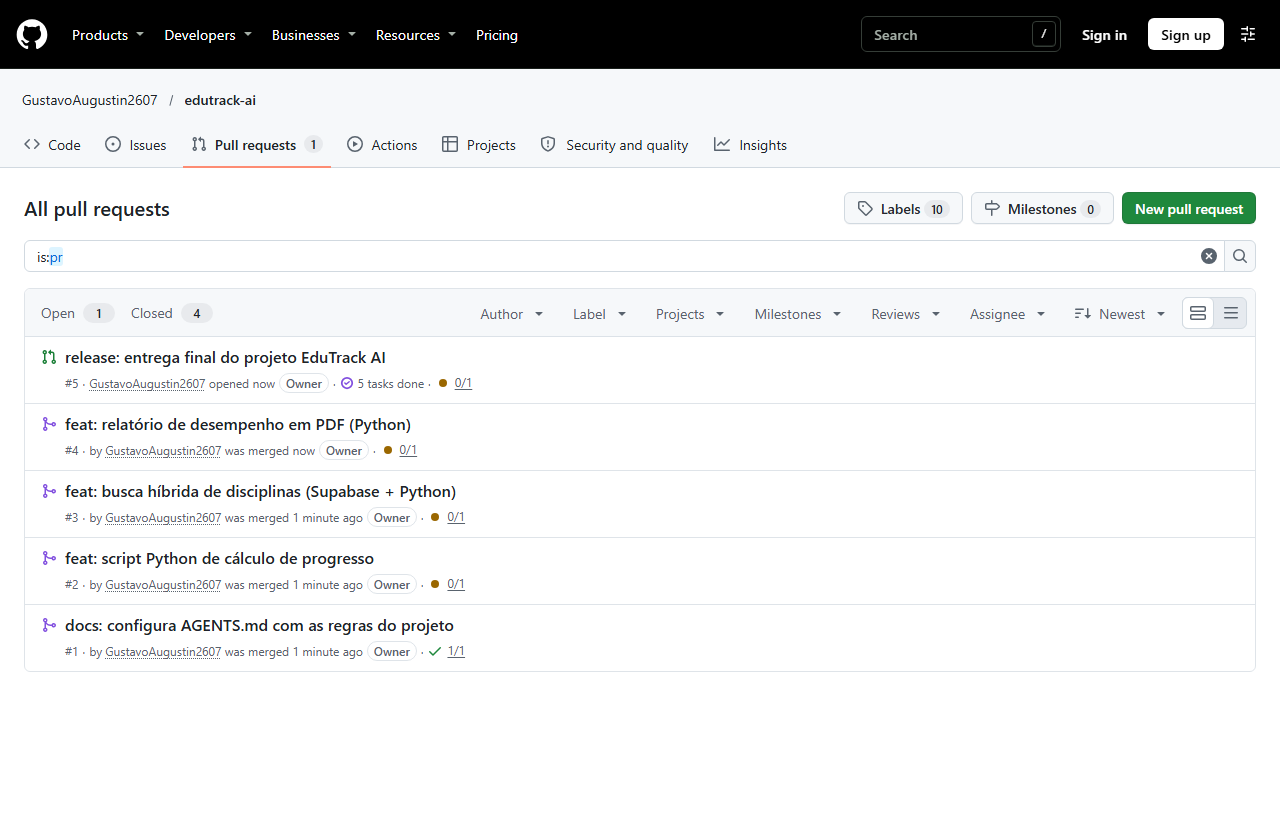 Products Developers Businesses Resources Pricing Search / Sign in Sign up
GustavoAugustin2607 / edutrack-ai
Code Issues Pull requests 1 Actions Projects Security and quality Insights
All pull requests Labels 10 Milestones 0 New pull request
is:pr
Open 1 Closed 4 Author Label Projects Milestones Reviews Assignee Newest
release: entrega final do projeto EduTrack AI
#5 · GustavoAugustin2607 opened now Owner · 5 tasks done · 0/1
feat: relatório de desempenho em PDF (Python)
#4 · by GustavoAugustin2607 was merged now Owner · 0/1
feat: busca híbrida de disciplinas (Supabase + Python)
#3 · by GustavoAugustin2607 was merged 1 minute ago Owner · 0/1
feat: script Python de cálculo de progresso
#2 · by GustavoAugustin2607 was merged 1 minute ago Owner · 0/1
docs: configura AGENTS.md com as regras do projeto
#1 · by GustavoAugustin2607 was merged 1 minute ago Owner · 1/1